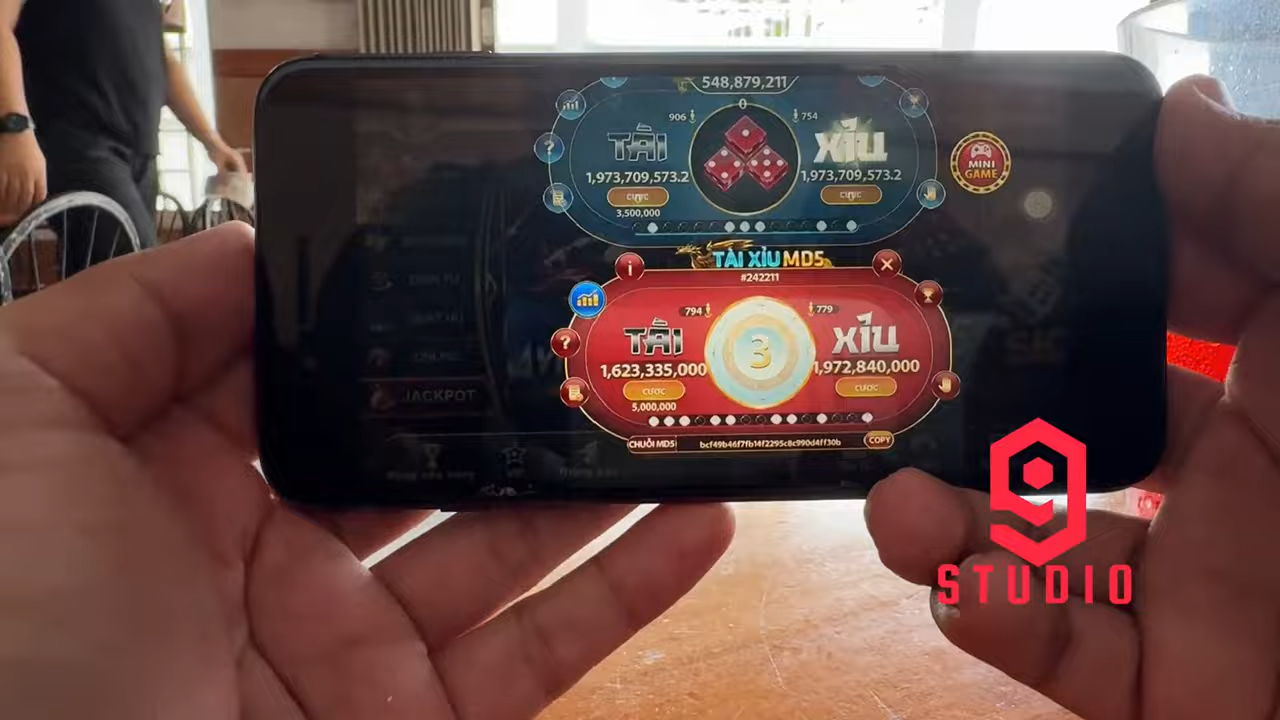 548,879,211
0
906
754
TÀI
XỈU
1,973,709,573.2
1,973,709,573.2
CƯỢC
CƯỢC
3,500,000
MINI
GAME
TÀI XỈU MD5
#242211
794
779
TÀI
3
XỈU
1,623,335,000
1,972,840,000
CƯỢC
CƯỢC
5,000,000
CHUỖI MD5
bcf49b46f7fb14f2295c8c990d4ff30b
COPY
JACKPOT
STUDIO